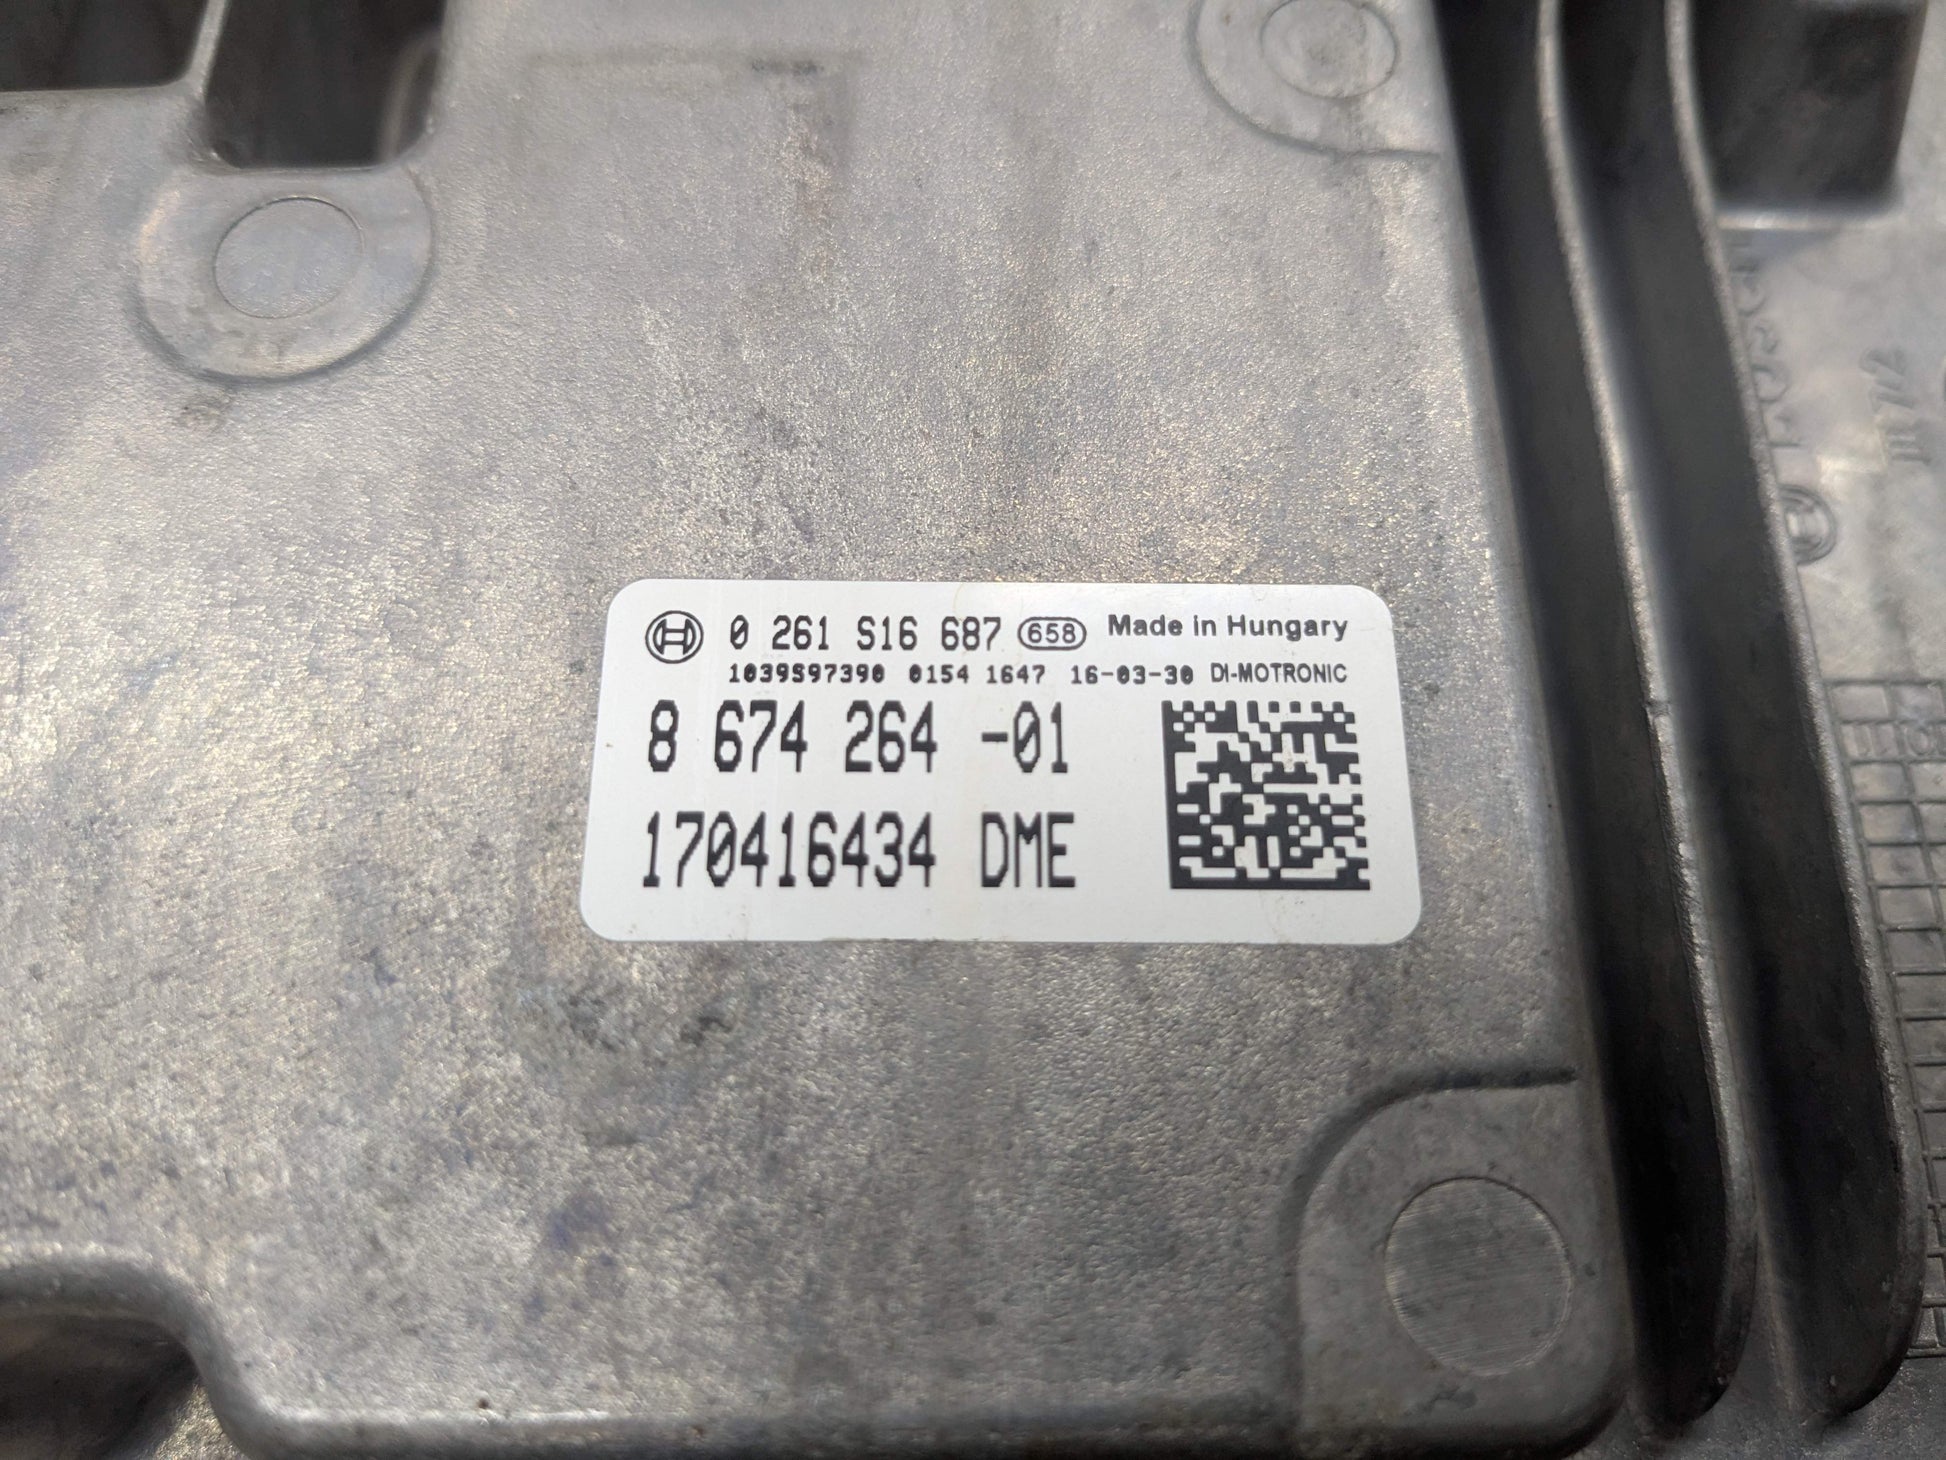 0 261 S16 687 658 Made in Hungary
1039S97390 0154 1647 16-03-30 DI-MOTRONIC
8 674 264 -01
170416434 DME